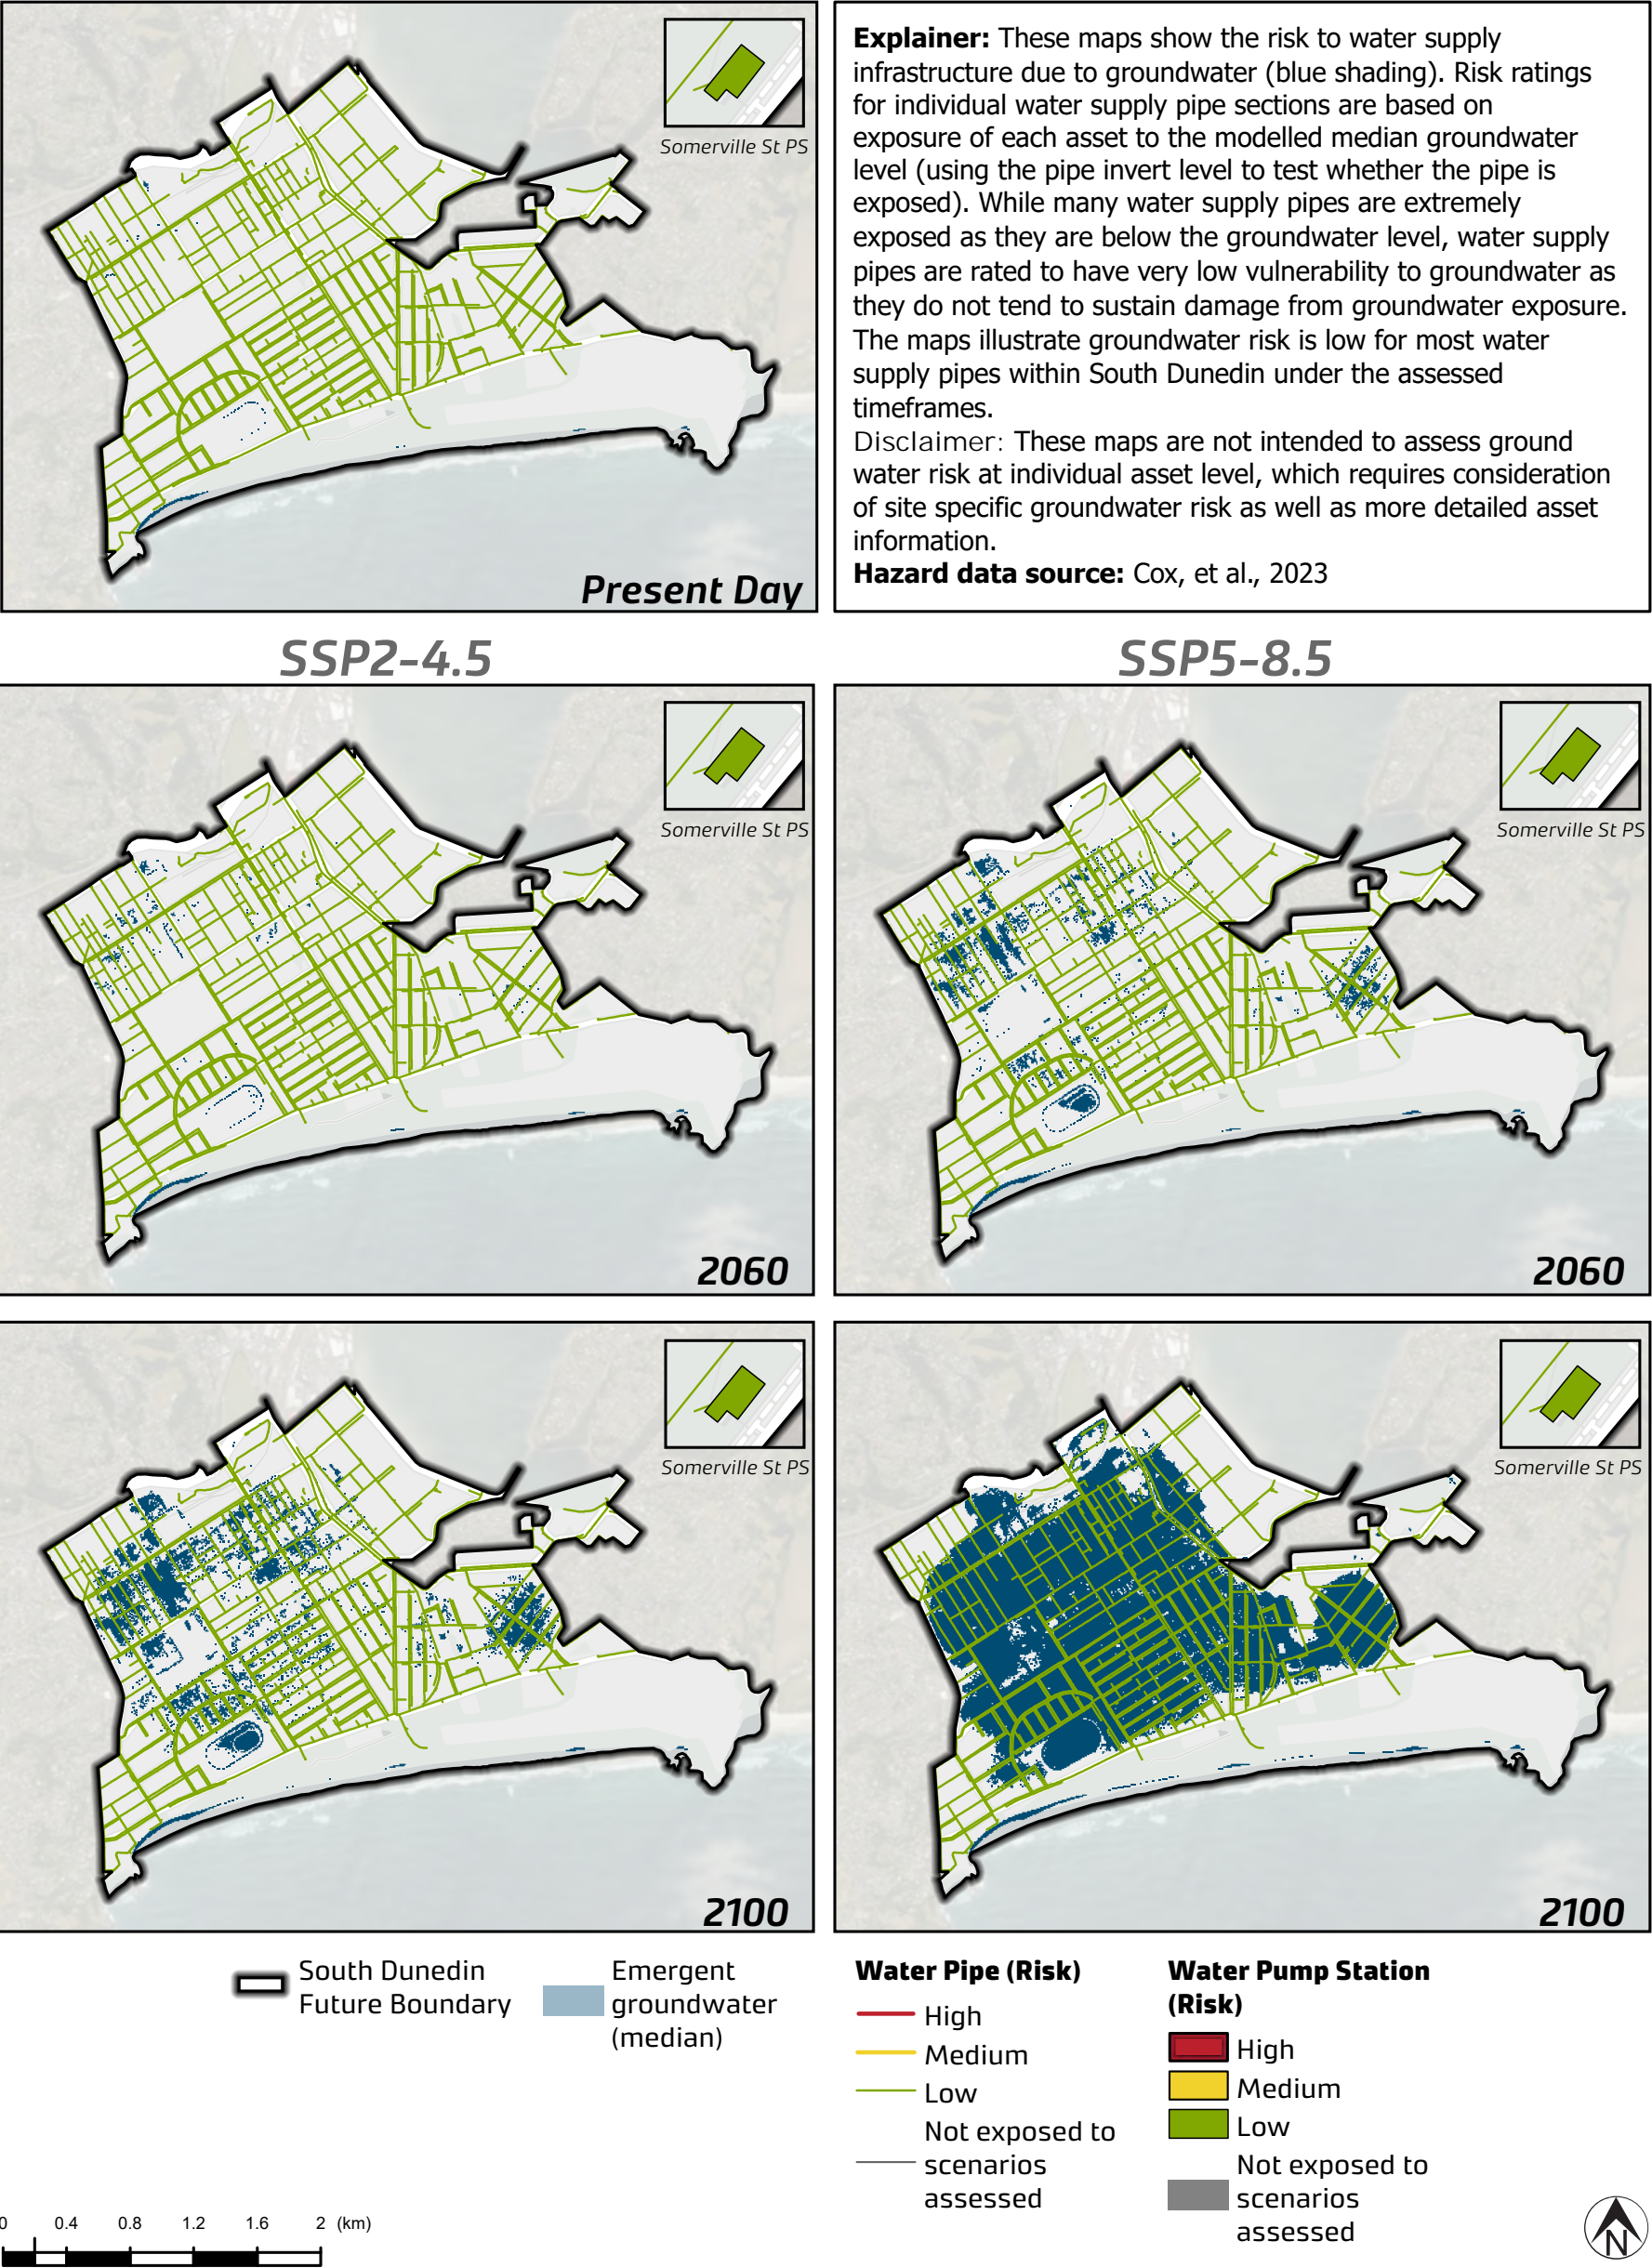 Somerville St PS
Present Day
Explainer: These maps show the risk to water supply
infrastructure due to groundwater (blue shading). Risk ratings
for individual water supply pipe sections are based on
exposure of each asset to the modelled median groundwater
level (using the pipe invert level to test whether the pipe is
exposed). While many water supply pipes are extremely
exposed as they are below the groundwater level, water supply
pipes are rated to have very low vulnerability to groundwater as
they do not tend to sustain damage from groundwater exposure.
The maps illustrate groundwater risk is low for most water
supply pipes within South Dunedin under the assessed
timeframes.
Disclaimer: These maps are not intended to assess ground
water risk at individual asset level, which requires consideration
of site specific groundwater risk as well as more detailed asset
information.
Hazard data source: Cox, et al., 2023
SSP2-4.5
SSP5-8.5
Somerville St PS
2060
Somerville St PS
2060
Somerville St PS
2100
Somerville St PS
2100
South Dunedin
Future Boundary
Emergent
groundwater
(median)
Water Pipe (Risk)
High
Medium
Low
Not exposed to
scenarios
assessed
Water Pump Station
(Risk)
High
Medium
Low
Not exposed to
scenarios
assessed
0 0.4 0.8 1.2 1.6 2 (km)
N